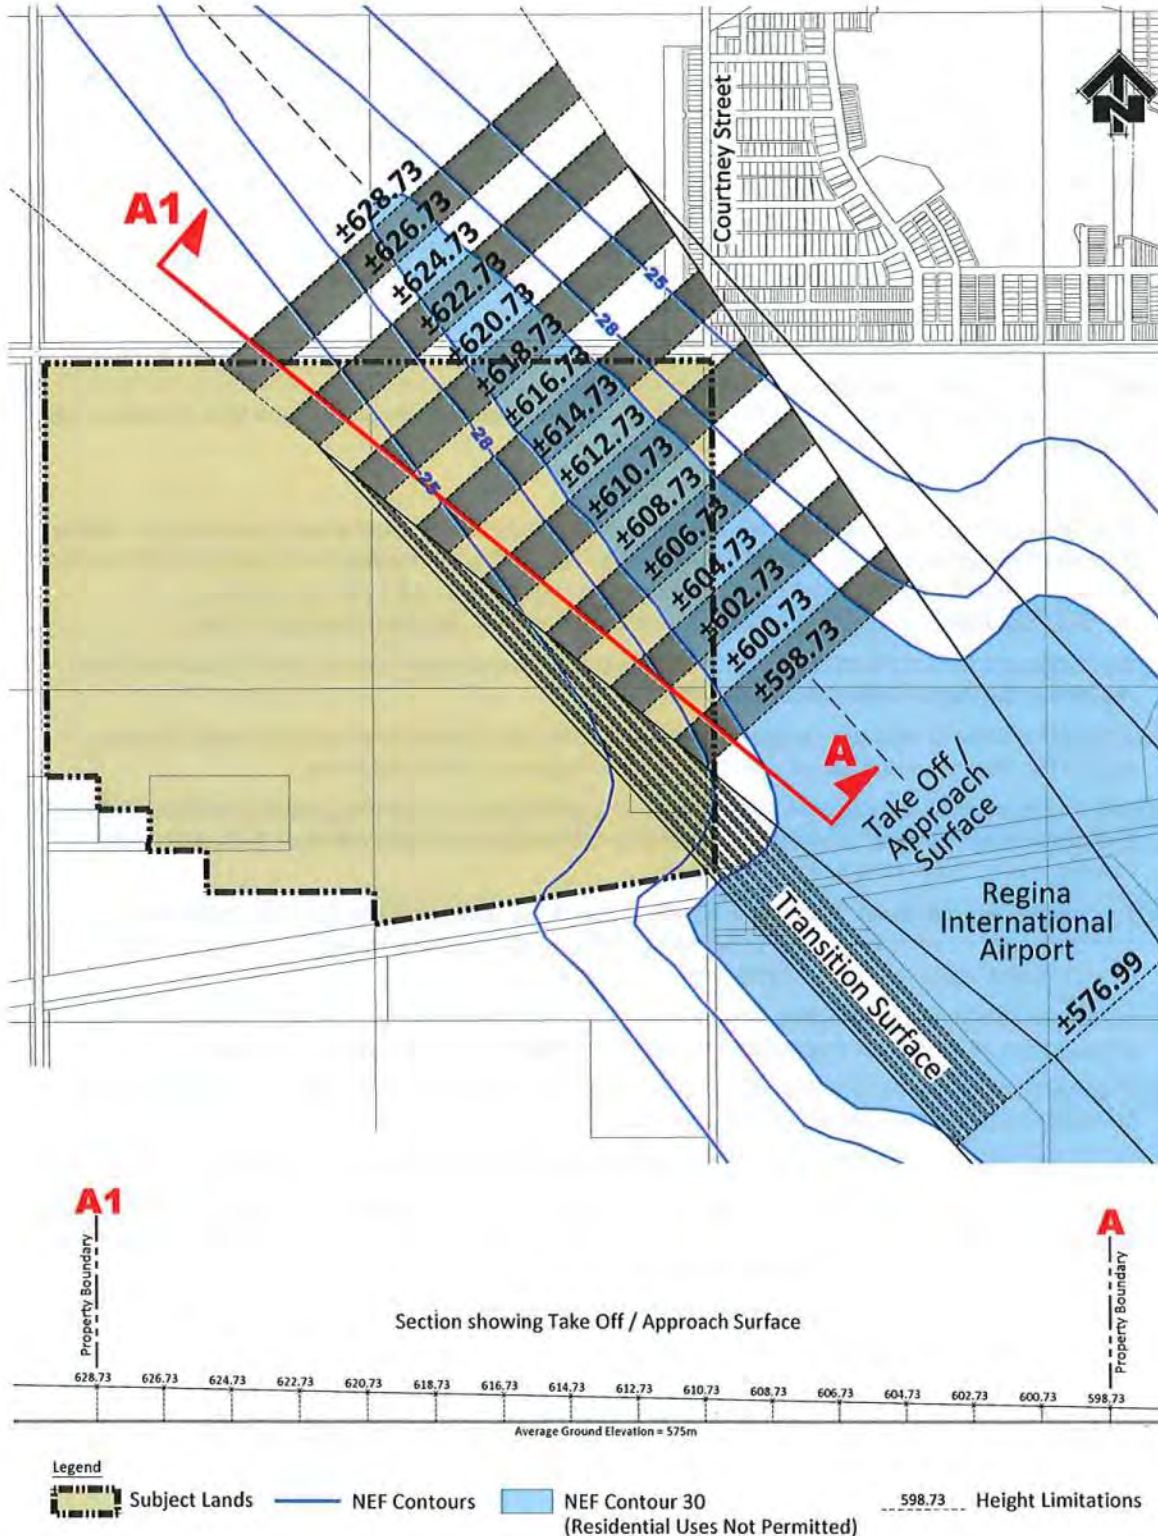 Courtney Street
N
A1
±628.73
±626.73
±624.73
±622.73
±620.73
±618.73
±616.73
±614.73
±612.73
±610.73
±608.73
±606.73
±604.73
±602.73
±600.73
±598.73
25
28
28
25
A
Take Off /
Approach
Surface
Regina
International
Airport
±576.99
Transition Surface
A1
A
Property Boundary
Property Boundary
Section showing Take Off / Approach Surface
628.73 626.73 624.73 622.73 620.73 618.73 616.73 614.73 612.73 610.73 608.73 606.73 604.73 602.73 600.73 598.73
Average Ground Elevation = 575m
Legend
Subject Lands NEF Contours NEF Contour 30 598.73 Height Limitations
(Residential Uses Not Permitted)